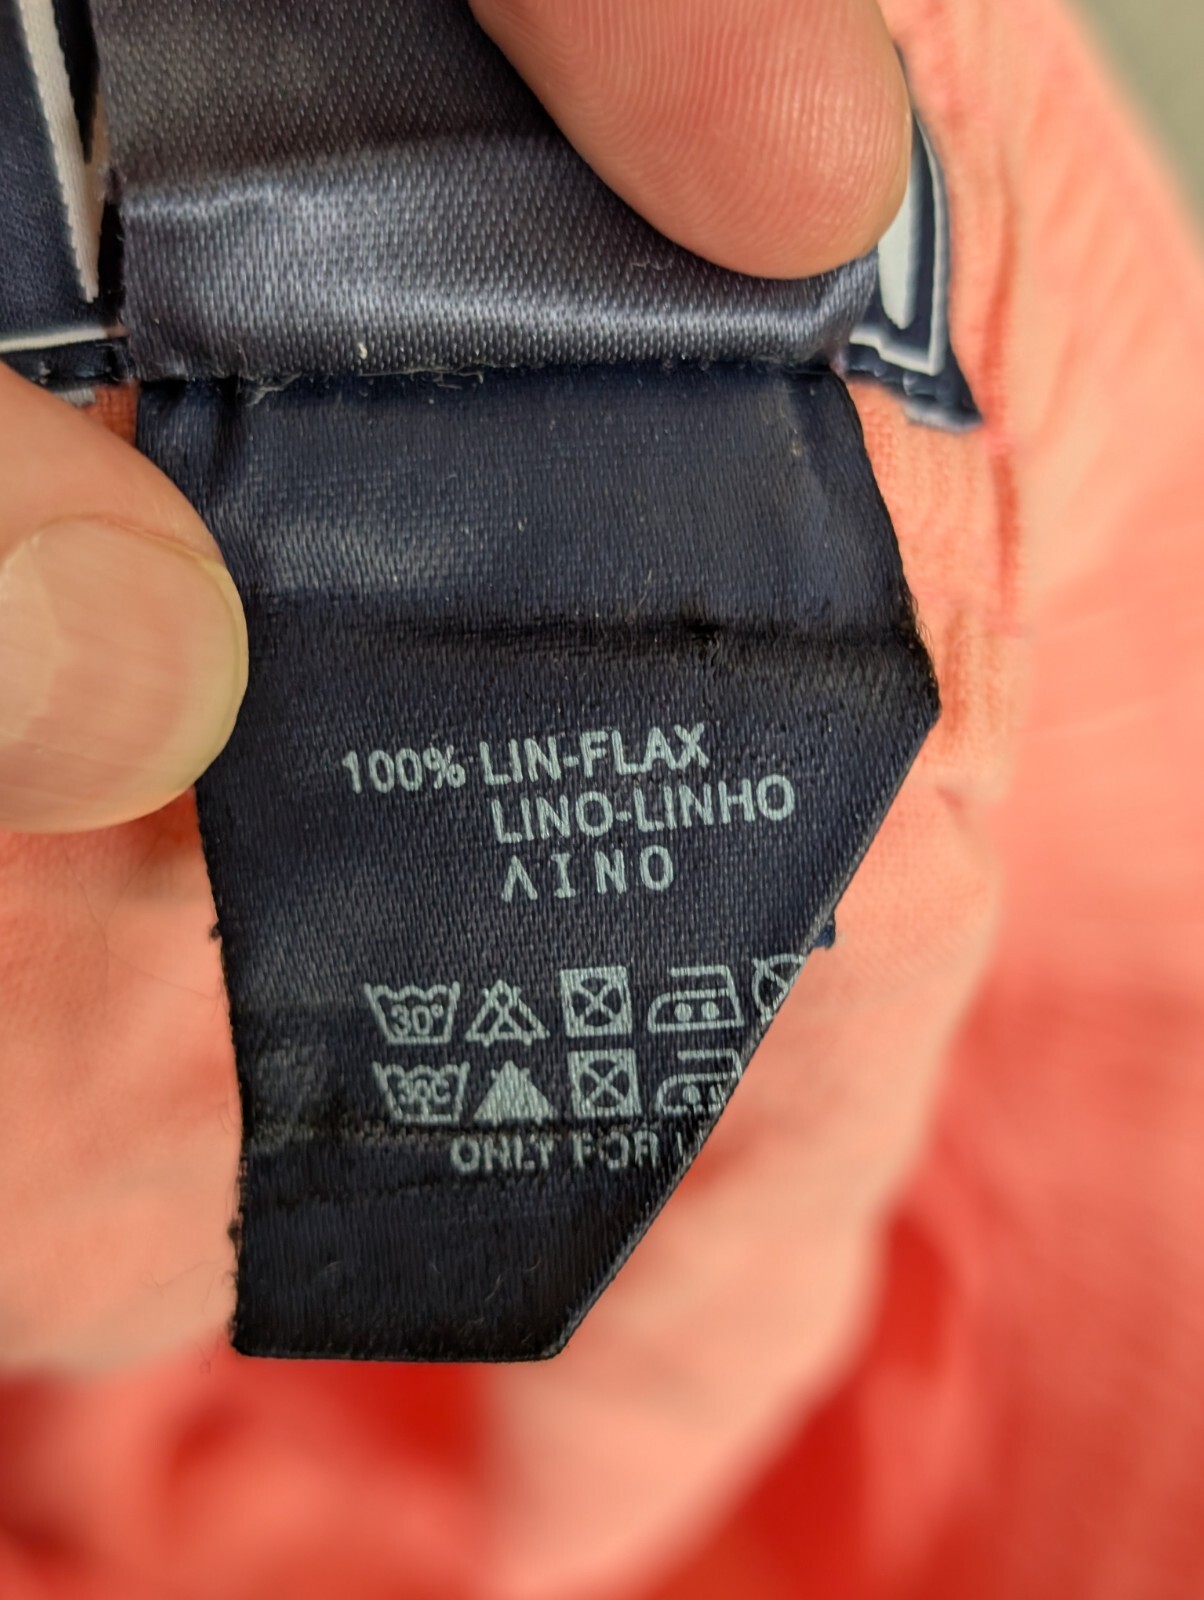 100% LIN-FLAX
LINO-LINHO
ΛΙΝΟ
30°
30°C
ONLY FOR